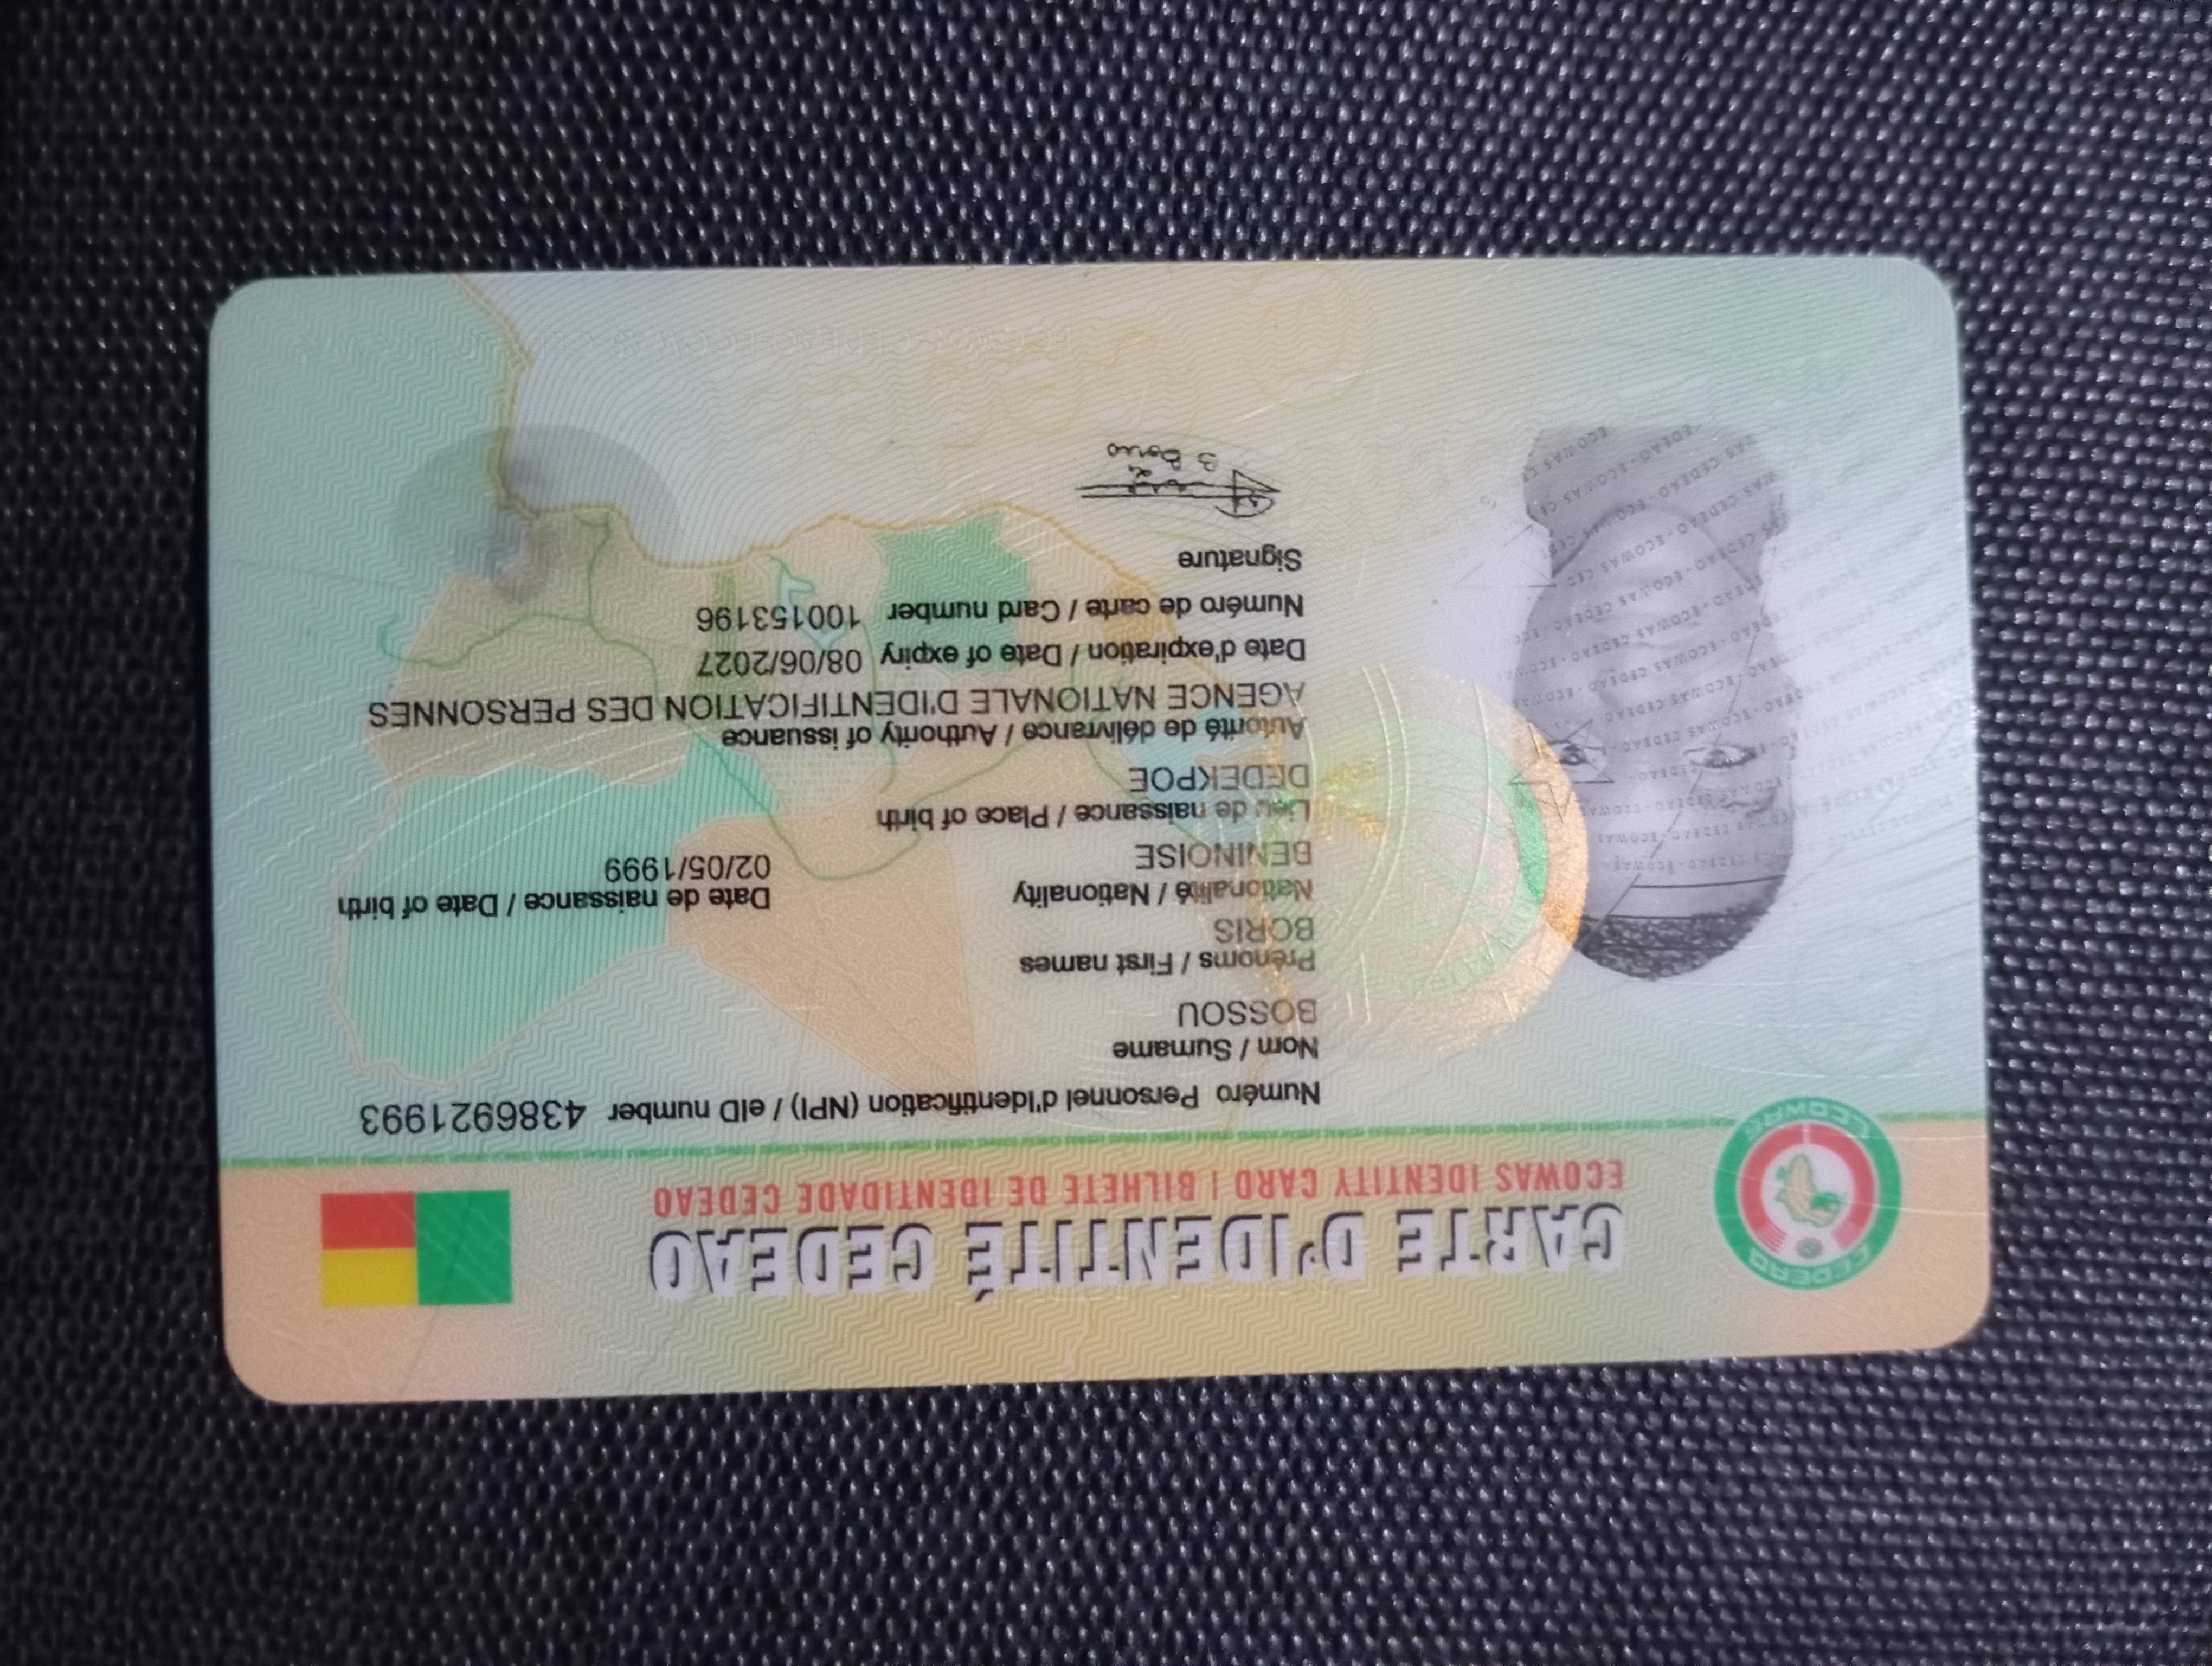 CARTE D'IDENTITÉ CEDEAO
ECOWAS IDENTITY CARD | BILHETE DE IDENTIDADE CEDEAO
CEDEAO
ECOWAS
Numéro Personnel d'Identification (NPI) / eID number 4386921993
Nom / Surname
BOSSOU
Prénoms / First names
BORIS
Nationalité / Nationality
BENINOISE
Date de naissance / Date of birth
02/05/1999
Lieu de naissance / Place of birth
DEDEKPOE
Autorité de délivrance / Authority of issuance
AGENCE NATIONALE D'IDENTIFICATION DES PERSONNES
Date d'expiration / Date of expiry 08/06/2027
Numéro de carte / Card number 100153196
Signature